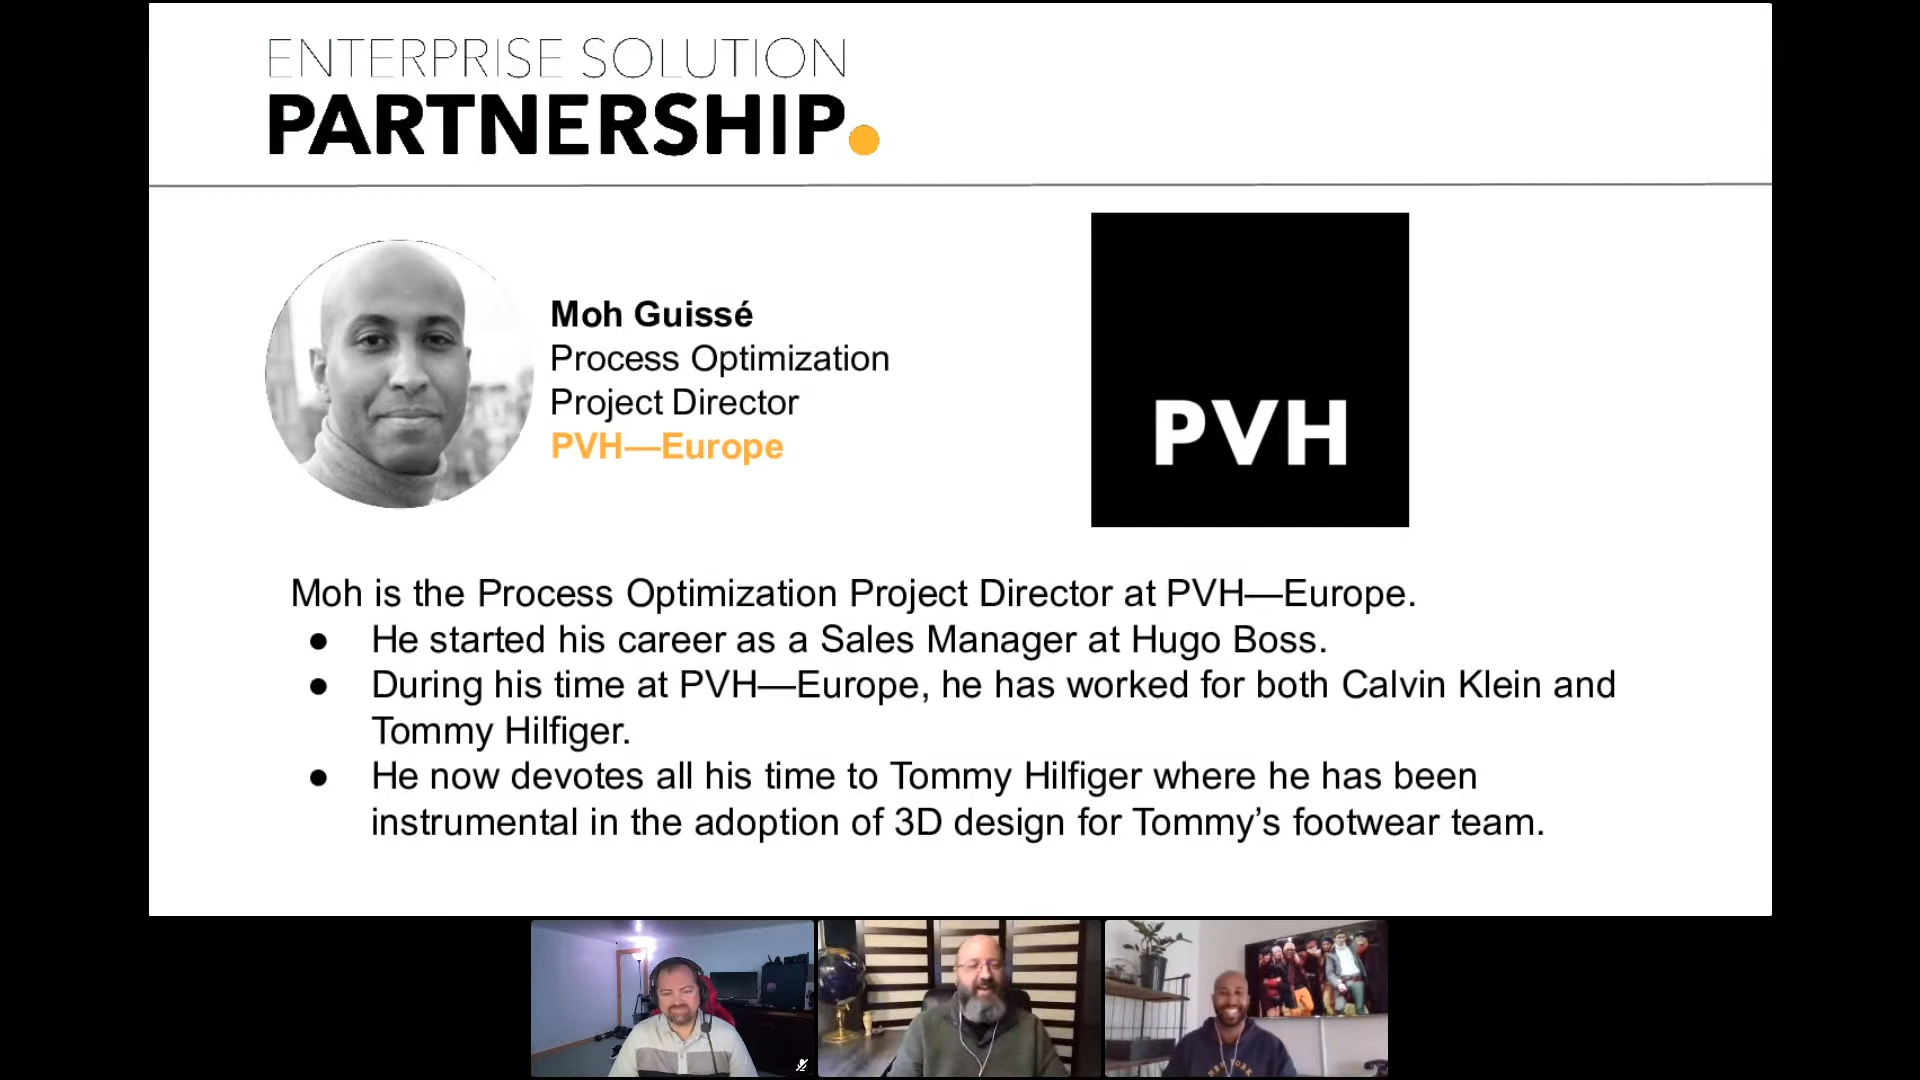 ENTERPRISE SOLUTION
PARTNERSHIP.
Moh Guissé
Process Optimization
Project Director
PVH—Europe
PVH
Moh is the Process Optimization Project Director at PVH—Europe.
● He started his career as a Sales Manager at Hugo Boss.
● During his time at PVH—Europe, he has worked for both Calvin Klein and
Tommy Hilfiger.
● He now devotes all his time to Tommy Hilfiger where he has been
instrumental in the adoption of 3D design for Tommy’s footwear team.
NEW YORK